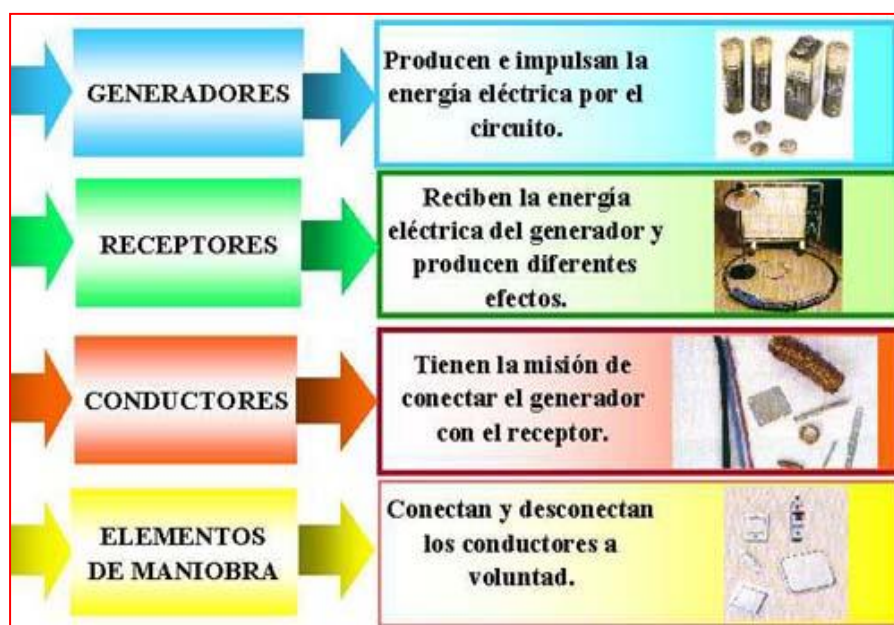 GENERADORES
Producen e impulsan la
energía eléctrica por el
circuito.
RECEPTORES
Reciben la energía
eléctrica del generador y
producen diferentes
efectos.
CONDUCTORES
Tienen la misión de
conectar el generador
con el receptor.
ELEMENTOS
DE MANIOBRA
Conectan y desconectan
los conductores a
voluntad.